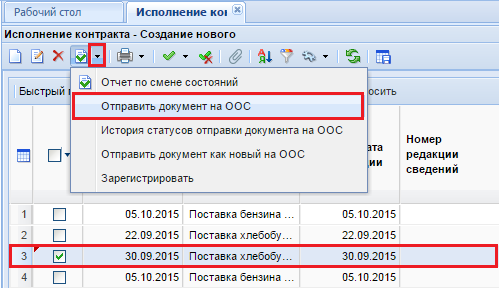 Рабочий стол
Исполнение кон
Исполнение контракта - Создание нового
Отчет по смене состояний
Быстрый
Отправить документ на ООС
История статусов отправки документа на ООС
Отправить документ как новый на ООС
Зарегистрировать
Номер
редакции
сведений
1 05.10.2015 Поставка бензина ... 05.10.2015
2 22.09.2015 Поставка хлебобу... 22.09.2015
3 30.09.2015 Поставка хлебобу... 30.09.2015
4 05.10.2015 Поставка бензина ... 05.10.2015